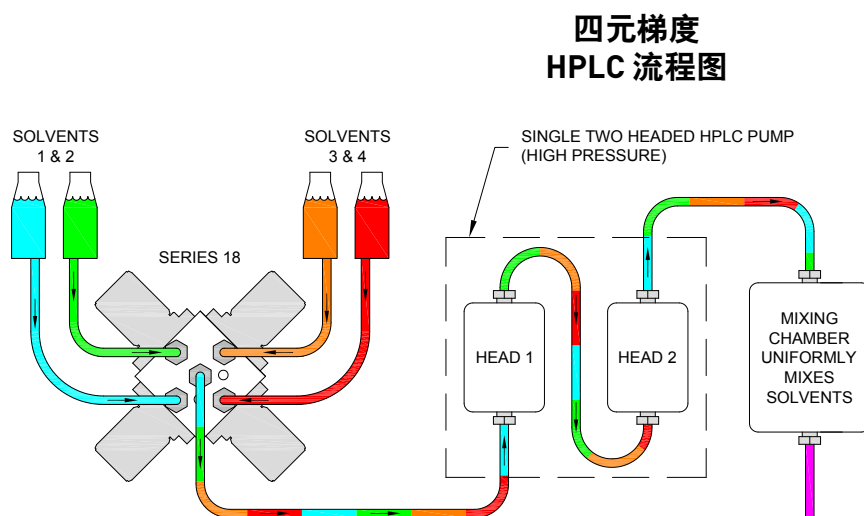 四元梯度
HPLC 流程图
SOLVENTS
1 & 2
SOLVENTS
3 & 4
SINGLE TWO HEADED HPLC PUMP
(HIGH PRESSURE)
SERIES 18
HEAD 1
HEAD 2
MIXING
CHAMBER
UNIFORMLY
MIXES
SOLVENTS